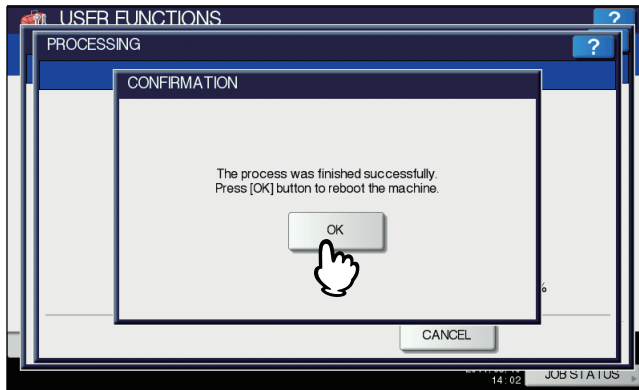 USER FUNCTIONS
?
PROCESSING
?
CONFIRMATION
The process was finished successfully.
Press [OK] button to reboot the machine.
OK
%
CANCEL
14:02
JOB STATUS